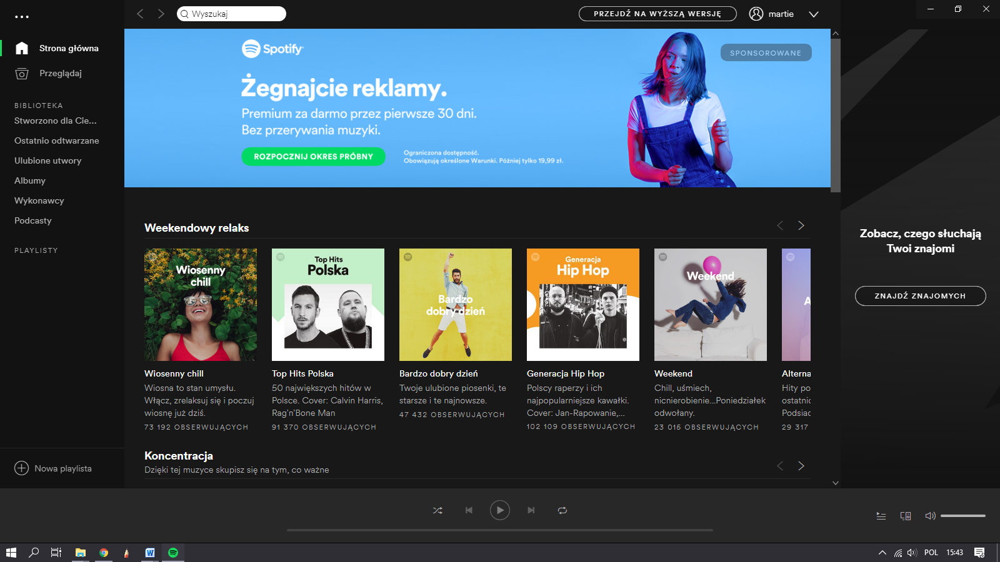 Wyszukaj
PRZEJDŹ NA WYŻSZĄ WERSJĘ
martie
Strona główna
Przeglądaj
BIBLIOTEKA
Stworzono dla Cie...
Ostatnio odtwarzane
Ulubione utwory
Albumy
Wykonawcy
Podcasty
PLAYLISTY
Nowa playlista
Spotify
SPONSOROWANE
Żegnajcie reklamy.
Premium za darmo przez pierwsze 30 dni.
Bez przerywania muzyki.
ROZPOCZNIJ OKRES PRÓBNY
Ograniczona dostępność.
Obowiązują określone Warunki. Później tylko 19,99 zł.
Weekendowy relaks
Wiosenny
chill
Wiosenny chill
Wiosna to stan umysłu.
Włącz, zrelaksuj się i poczuj
wiosnę już dziś.
73 192 OBSERWUJĄCYCH
Top Hits
Polska
Top Hits Polska
50 największych hitów w
Polsce. Cover: Calvin Harris,
Rag'n'Bone Man
91 370 OBSERWUJĄCYCH
Bardzo
dobry dzień
Bardzo dobry dzień
Twoje ulubione piosenki, te
starsze i te najnowsze.
47 432 OBSERWUJĄCYCH
Generacja
Hip Hop
Generacja Hip Hop
Polscy raperzy i ich
najpopularniejsze kawałki.
Cover: Jan-Rapowanie,...
102 109 OBSERWUJĄCYCH
Weekend
Weekend
Chill, uśmiech,
nicnierobienie...Poniedziałek
odwołany.
23 015 OBSERWUJĄCYCH
A
Alterna
Hity po
ostatnic
Podsiac
29 317
Koncentracja
Dzięki tej muzyce skupisz się na tym, co ważne
Zobacz, czego słuchają
Twoi znajomi
ZNAJDŹ ZNAJOMYCH
POL
15:43